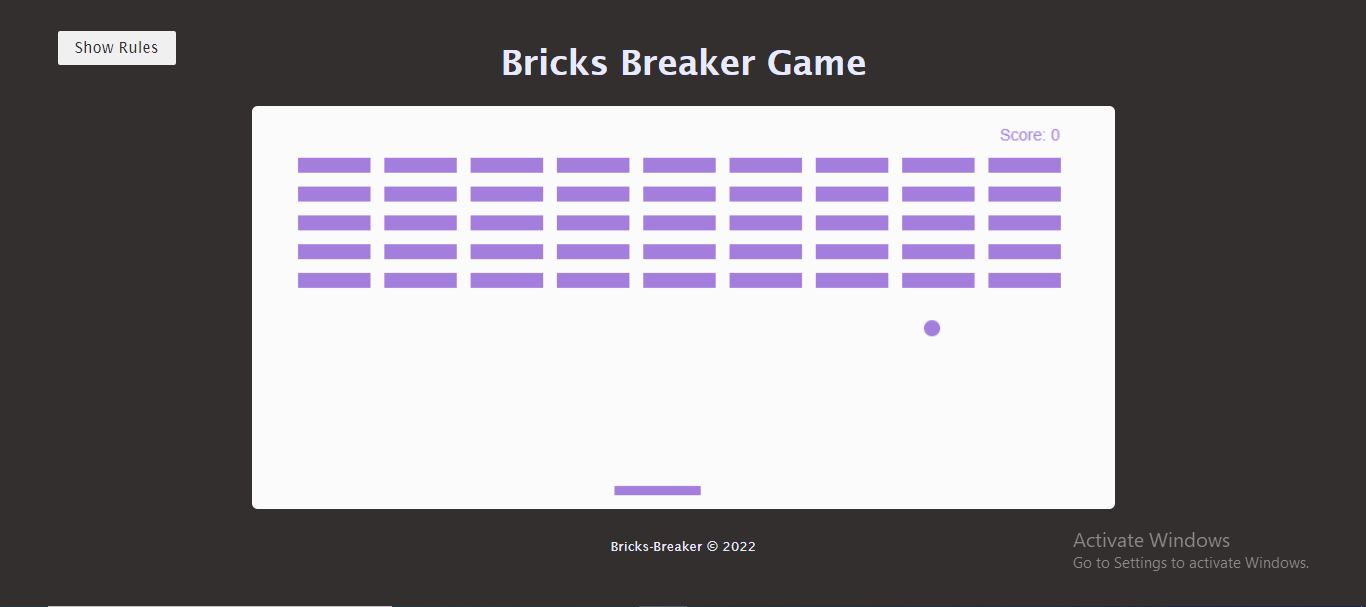 Show Rules
Bricks Breaker Game
Score: 0
Bricks-Breaker © 2022
Activate Windows
Go to Settings to activate Windows.